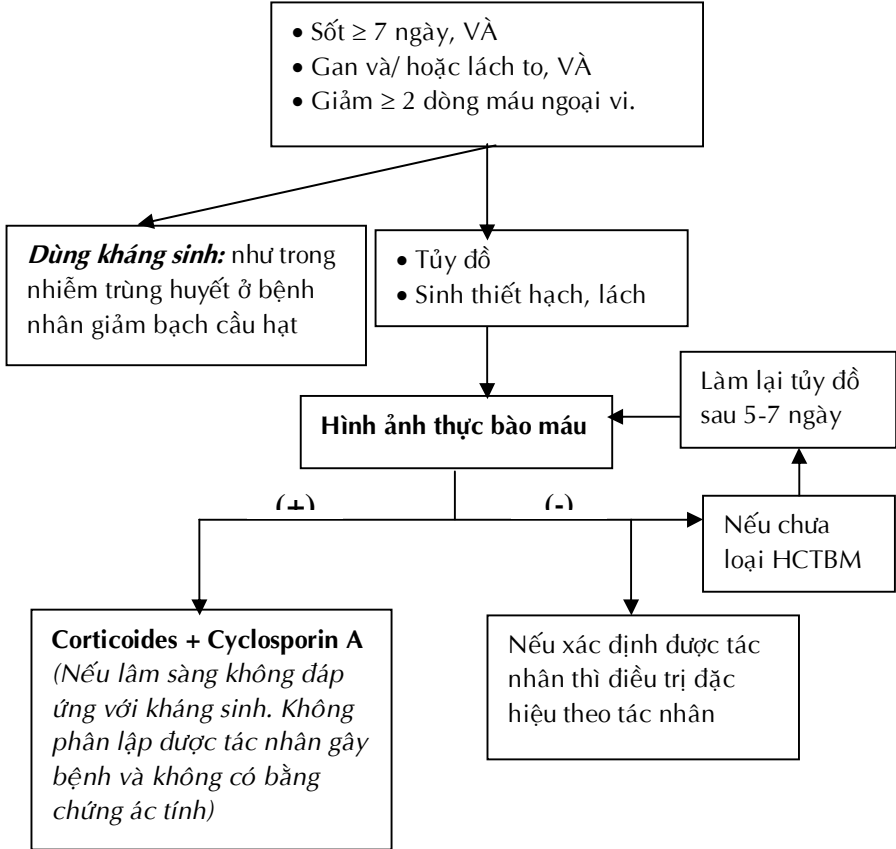 • Sốt ≥ 7 ngày, VÀ
• Gan và/ hoặc lách to, VÀ
• Giảm ≥ 2 dòng máu ngoại vi.
Dùng kháng sinh: như trong
nhiễm trùng huyết ở bệnh
nhân giảm bạch cầu hạt
• Tủy đồ
• Sinh thiết hạch, lách
Làm lại tủy đồ
sau 5-7 ngày
Hình ảnh thực bào máu
(+)
(-)
Nếu chưa
loại HCTBM
Corticoides + Cyclosporin A
(Nếu lâm sàng không đáp
ứng với kháng sinh. Không
phân lập được tác nhân gây
bệnh và không có bằng
chứng ác tính)
Nếu xác định được tác
nhân thì điều trị đặc
hiệu theo tác nhân